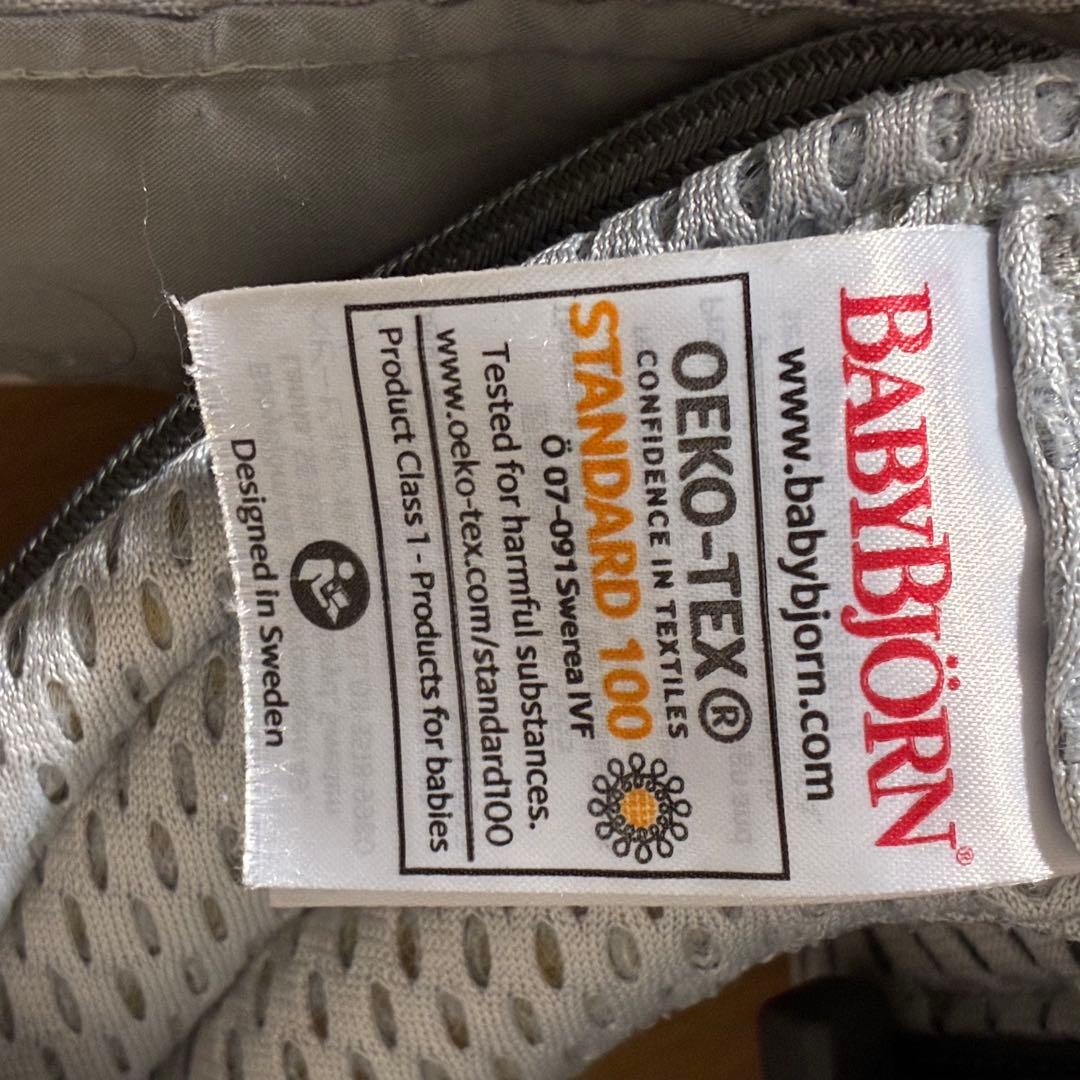 BABYBJÖRN®
www.babybjorn.com
OEKO-TEX®
CONFIDENCE IN TEXTILES
STANDARD 100
Ö 07-091 Swerea IVF
Tested for harmful substances.
www.oeko-tex.com/standard100
Product Class 1 - Products for babies
Designed in Sweden